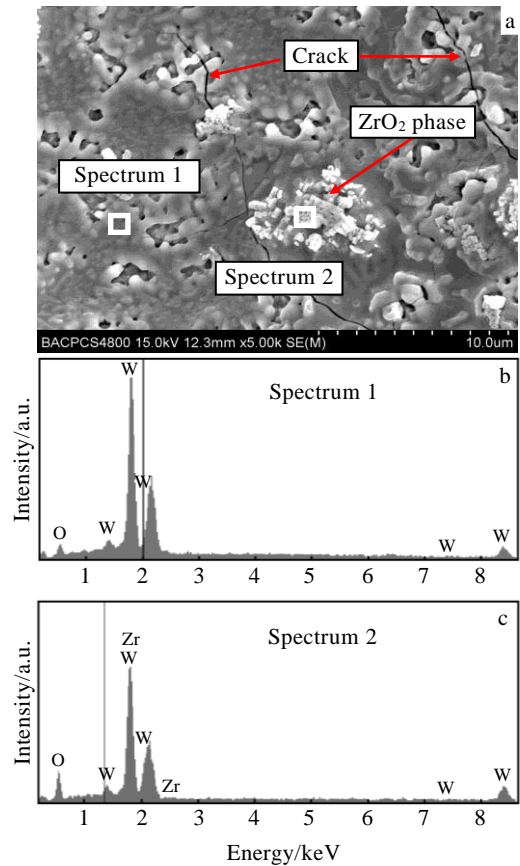 a
Crack
ZrO₂ phase
Spectrum 1
Spectrum 2
BACPCS4800 15.0kV 12.3mm x5.00k SE(M) 10.0um
b
Spectrum 1
W
W
O
W
W
W
Intensity/a.u.
1 2 3 4 5 6 7 8
c
Spectrum 2
Zr
W
W
O
W
Zr
W
W
Intensity/a.u.
1 2 3 4 5 6 7 8
Energy/keV